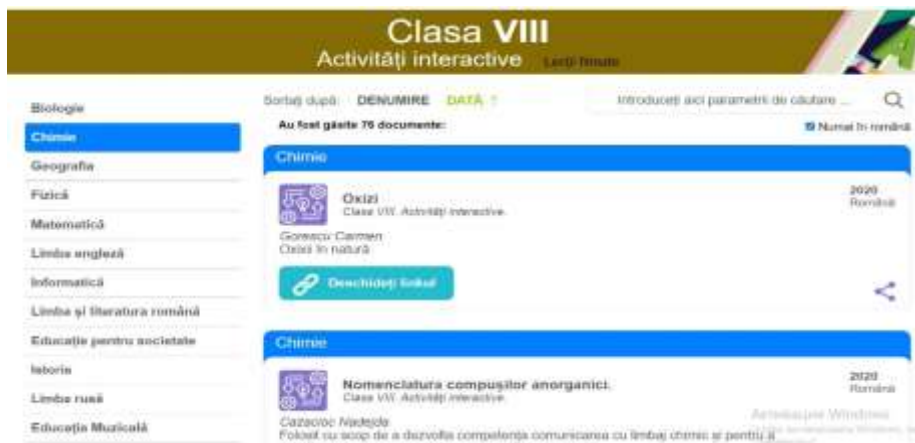 Clasa VIII
Activități interactive Lecții finute
Biologie
Chimie
Geografia
Fizică
Matematică
Limba engleză
Informatică
Limba și literatura română
Educație pentru societate
Istoria
Limba rusă
Educația Muzicală
Sortați după: DENUMIRE DATĂ ↑
Introduceți aici parametrii de căutare ...
Au fost găsite 76 documente:
Numai în română
Chimie
Oxizi
Clasa VIII. Activități interactive.
2020
Română
Gorescu Carmen
Oxizii în natură
Deschideți linkul
Chimie
Nomenclatura compușilor anorganici.
Clasa VIII. Activități interactive.
2020
Română
Cazacioc Nadejda
Folosit cu scop de a dezvolta competența comunicarea cu limbaj chimic și pentru a
Windows